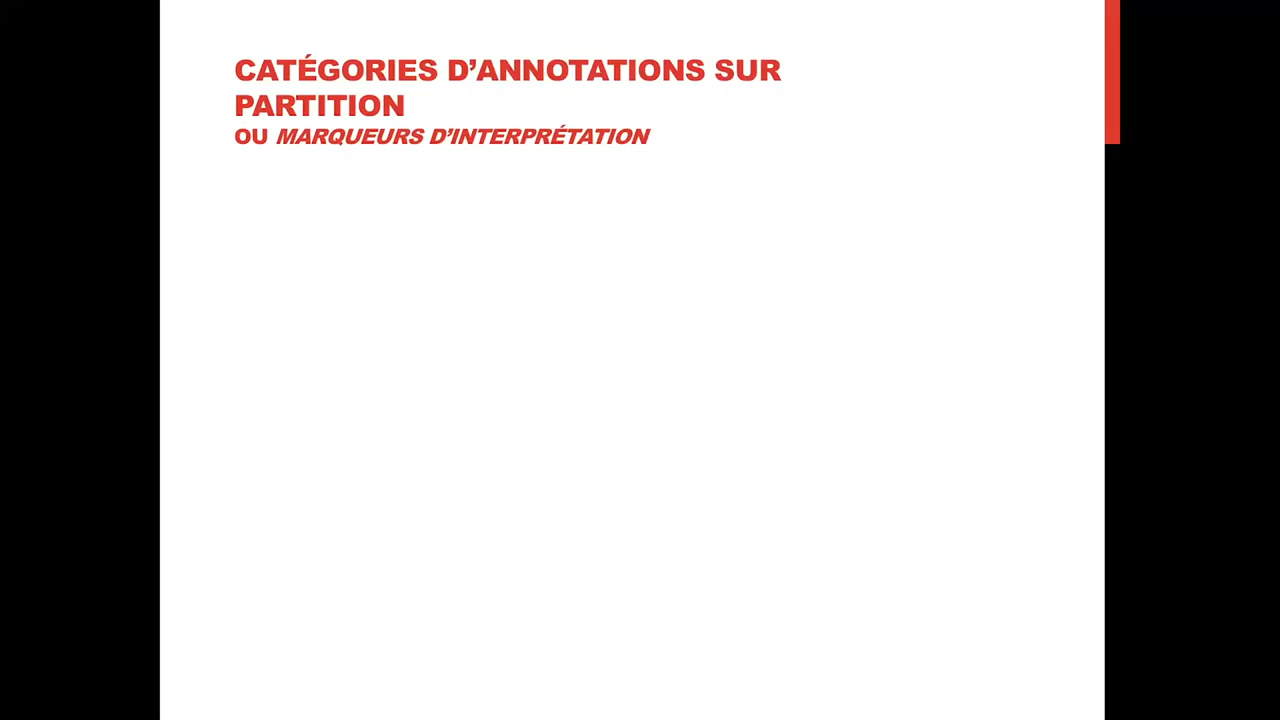 CATÉGORIES D’ANNOTATIONS SUR
PARTITION
OU MARQUEURS D’INTERPRÉTATION